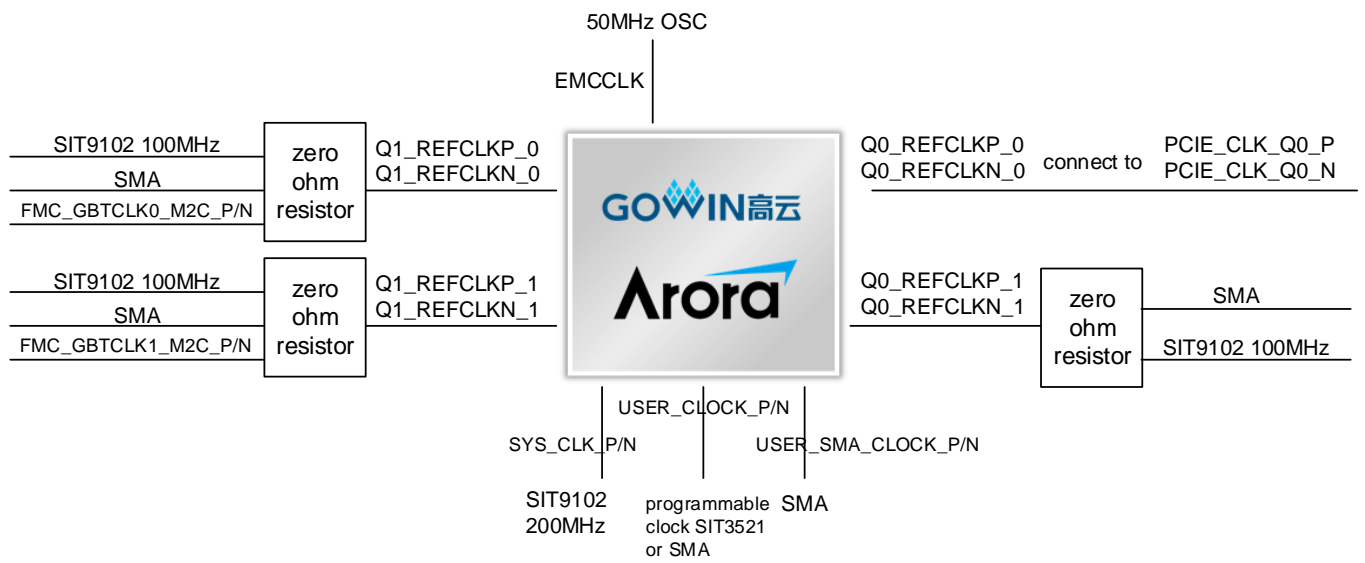 50MHz OSC
EMCCLK
SIT9102 100MHz
SMA
FMC_GBTCLK0_M2C_P/N
zero
ohm
resistor
Q1_REFCLKP_0
Q1_REFCLKN_0
SIT9102 100MHz
SMA
FMC_GBTCLK1_M2C_P/N
zero
ohm
resistor
Q1_REFCLKP_1
Q1_REFCLKN_1
GOWIN高云
Arora
Q0_REFCLKP_0
Q0_REFCLKN_0
connect to
PCIE_CLK_Q0_P
PCIE_CLK_Q0_N
Q0_REFCLKP_1
Q0_REFCLKN_1
zero
ohm
resistor
SMA
SIT9102 100MHz
USER_CLOCK_P/N
SYS_CLK_P/N
USER_SMA_CLOCK_P/N
SIT9102
200MHz
programmable
clock SIT3521
or SMA
SMA